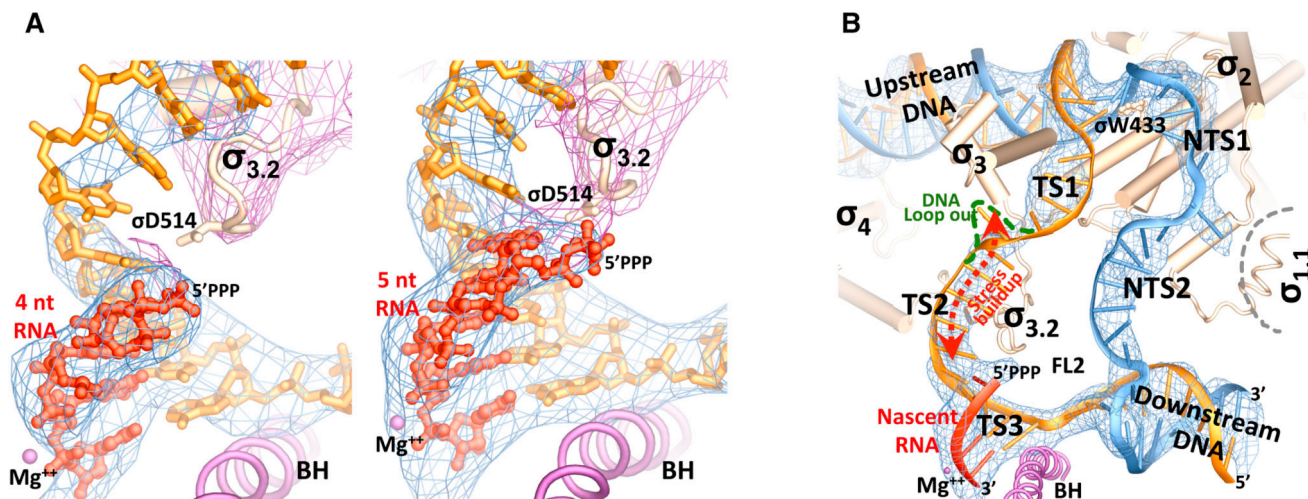 A
σ3.2
σD514
5'PPP
4 nt
RNA
Mg++
σ3.2
σD514
5'PPP
5 nt
RNA
Mg++
BH
B
Upstream
DNA
σ2
σW433
NTS1
σ3
TS1
DNA
Loop out
σ4
σ1.1
TS2
Stress
buildup
NTS2
σ3.2
5'PPP
FL2
Nascent
RNA
TS3
Downstream
DNA
3'
5'
Mg++
3'
BH